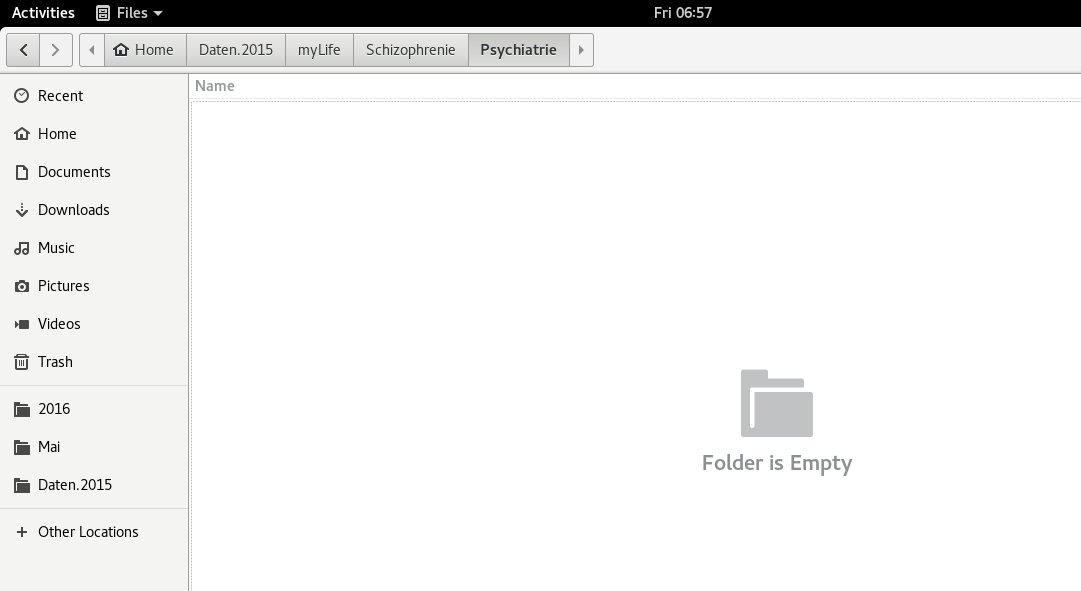 Activities Files Fri 06:57
Home Daten.2015 myLife Schizophrenie Psychiatrie
Name
Recent
Home
Documents
Downloads
Music
Pictures
Videos
Trash
2016
Mai
Daten.2015
Other Locations
Folder is Empty